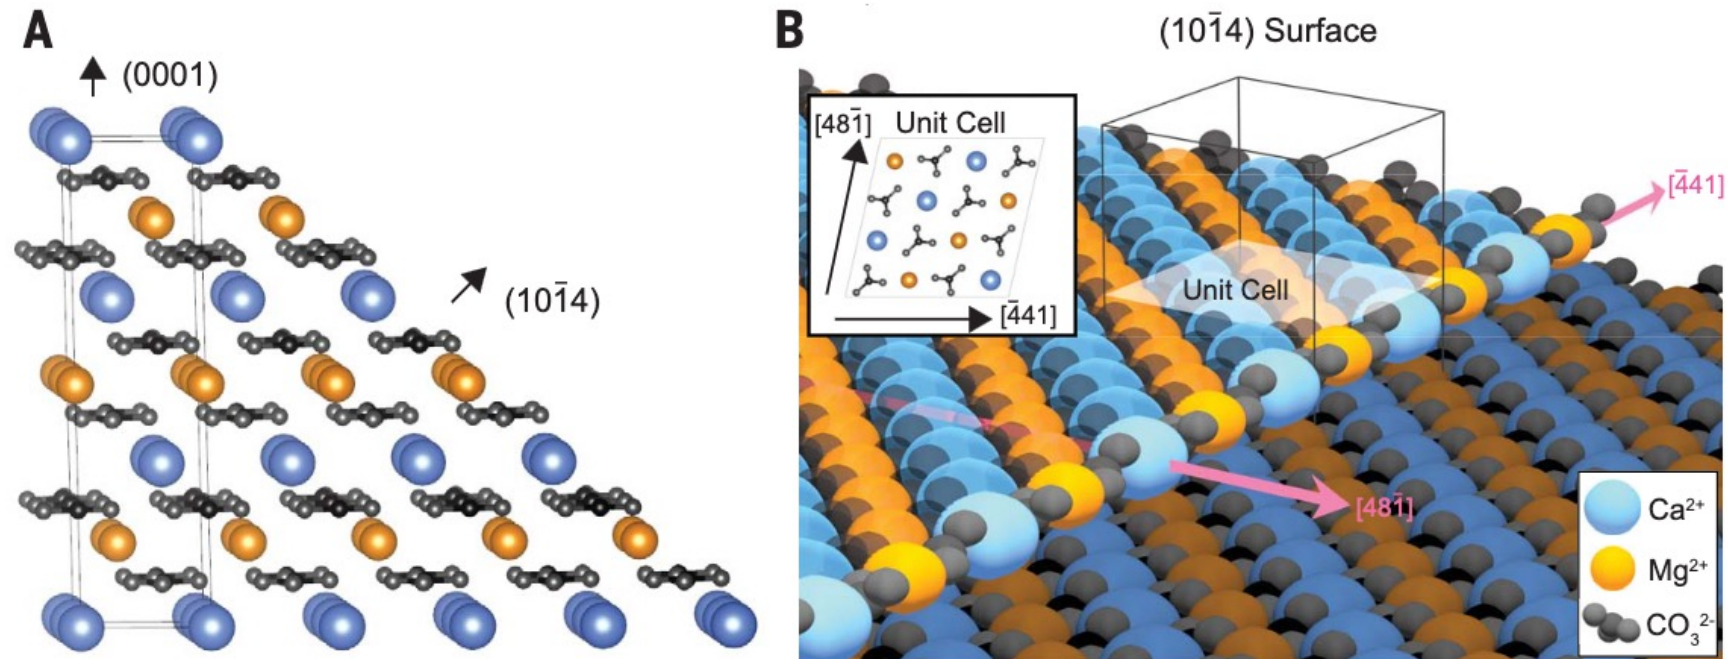 A
(0001)
(101̄4)
B
(101̄4) Surface
[481̄]
Unit Cell
[4̄41]
Unit Cell
[4̄41]
[481̄]
Ca²⁺
Mg²⁺
CO₃²⁻